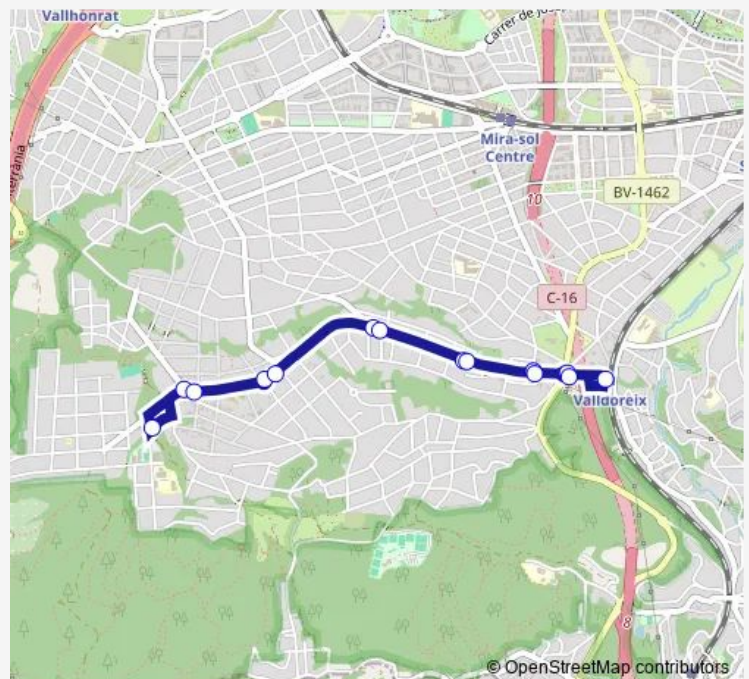 Vallhonrat
Carrer de
Mira-sol
Centre
10
BV-1462
C-16
Valldoreix
8
© OpenStreetMap contributors